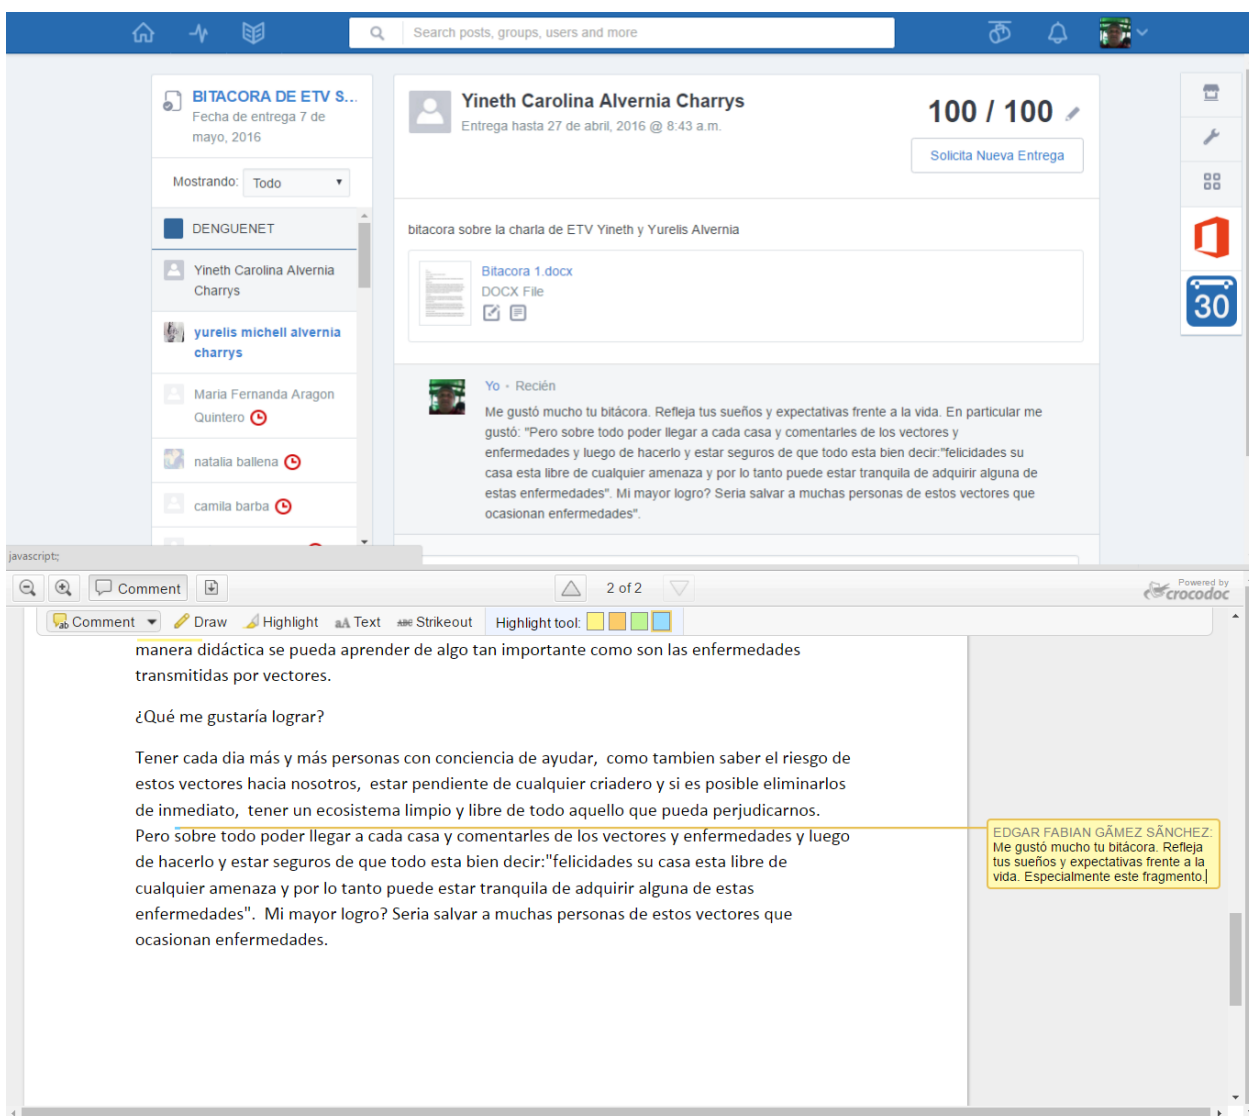 Search posts, groups, users and more
BITACORA DE ETV S...
Fecha de entrega 7 de
mayo, 2016
Mostrando: Todo
DENGUENET
Yineth Carolina Alvernia
Charrys
yurelis michell alvernia
charrys
Maria Fernanda Aragon
Quintero
natalia ballena
camila barba
Yineth Carolina Alvernia Charrys
Entrega hasta 27 de abril, 2016 @ 8:43 a.m.
100 / 100
Solicita Nueva Entrega
bitacora sobre la charla de ETV Yineth y Yurelis Alvernia
Bitacora 1.docx
DOCX File
Yo - Recién
Me gustó mucho tu bitácora. Refleja tus sueños y expectativas frente a la vida. En particular me
gustó: "Pero sobre todo poder llegar a cada casa y comentarles de los vectores y
enfermedades y luego de hacerlo y estar seguros de que todo esta bien decir:"felicidades su
casa esta libre de cualquier amenaza y por lo tanto puede estar tranquila de adquirir alguna de
estas enfermedades". Mi mayor logro? Seria salvar a muchas personas de estos vectores que
ocasionan enfermedades".
30
javascript:;
Comment
2 of 2
Powered by
crocodoc
Comment Draw Highlight aA Text ABC Strikeout Highlight tool:
manera didáctica se pueda aprender de algo tan importante como son las enfermedades
transmitidas por vectores.
¿Qué me gustaría lograr?
Tener cada dia más y más personas con conciencia de ayudar, como tambien saber el riesgo de
estos vectores hacia nosotros, estar pendiente de cualquier criadero y si es posible eliminarlos
de inmediato, tener un ecosistema limpio y libre de todo aquello que pueda perjudicarnos.
Pero sobre todo poder llegar a cada casa y comentarles de los vectores y enfermedades y luego
de hacerlo y estar seguros de que todo esta bien decir:"felicidades su casa esta libre de
cualquier amenaza y por lo tanto puede estar tranquila de adquirir alguna de estas
enfermedades". Mi mayor logro? Seria salvar a muchas personas de estos vectores que
ocasionan enfermedades.
EDGAR FABIAN GÃMEZ SÃNCHEZ:
Me gustó mucho tu bitácora. Refleja
tus sueños y expectativas frente a la
vida. Especialmente este fragmento.